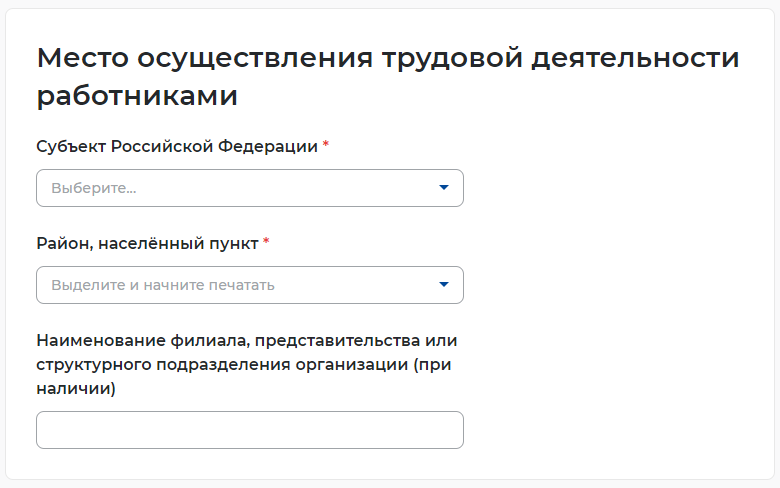 Место осуществления трудовой деятельности
работниками
Субъект Российской Федерации *
Выберите...
Район, населённый пункт *
Выделите и начните печатать
Наименование филиала, представительства или
структурного подразделения организации (при
наличии)